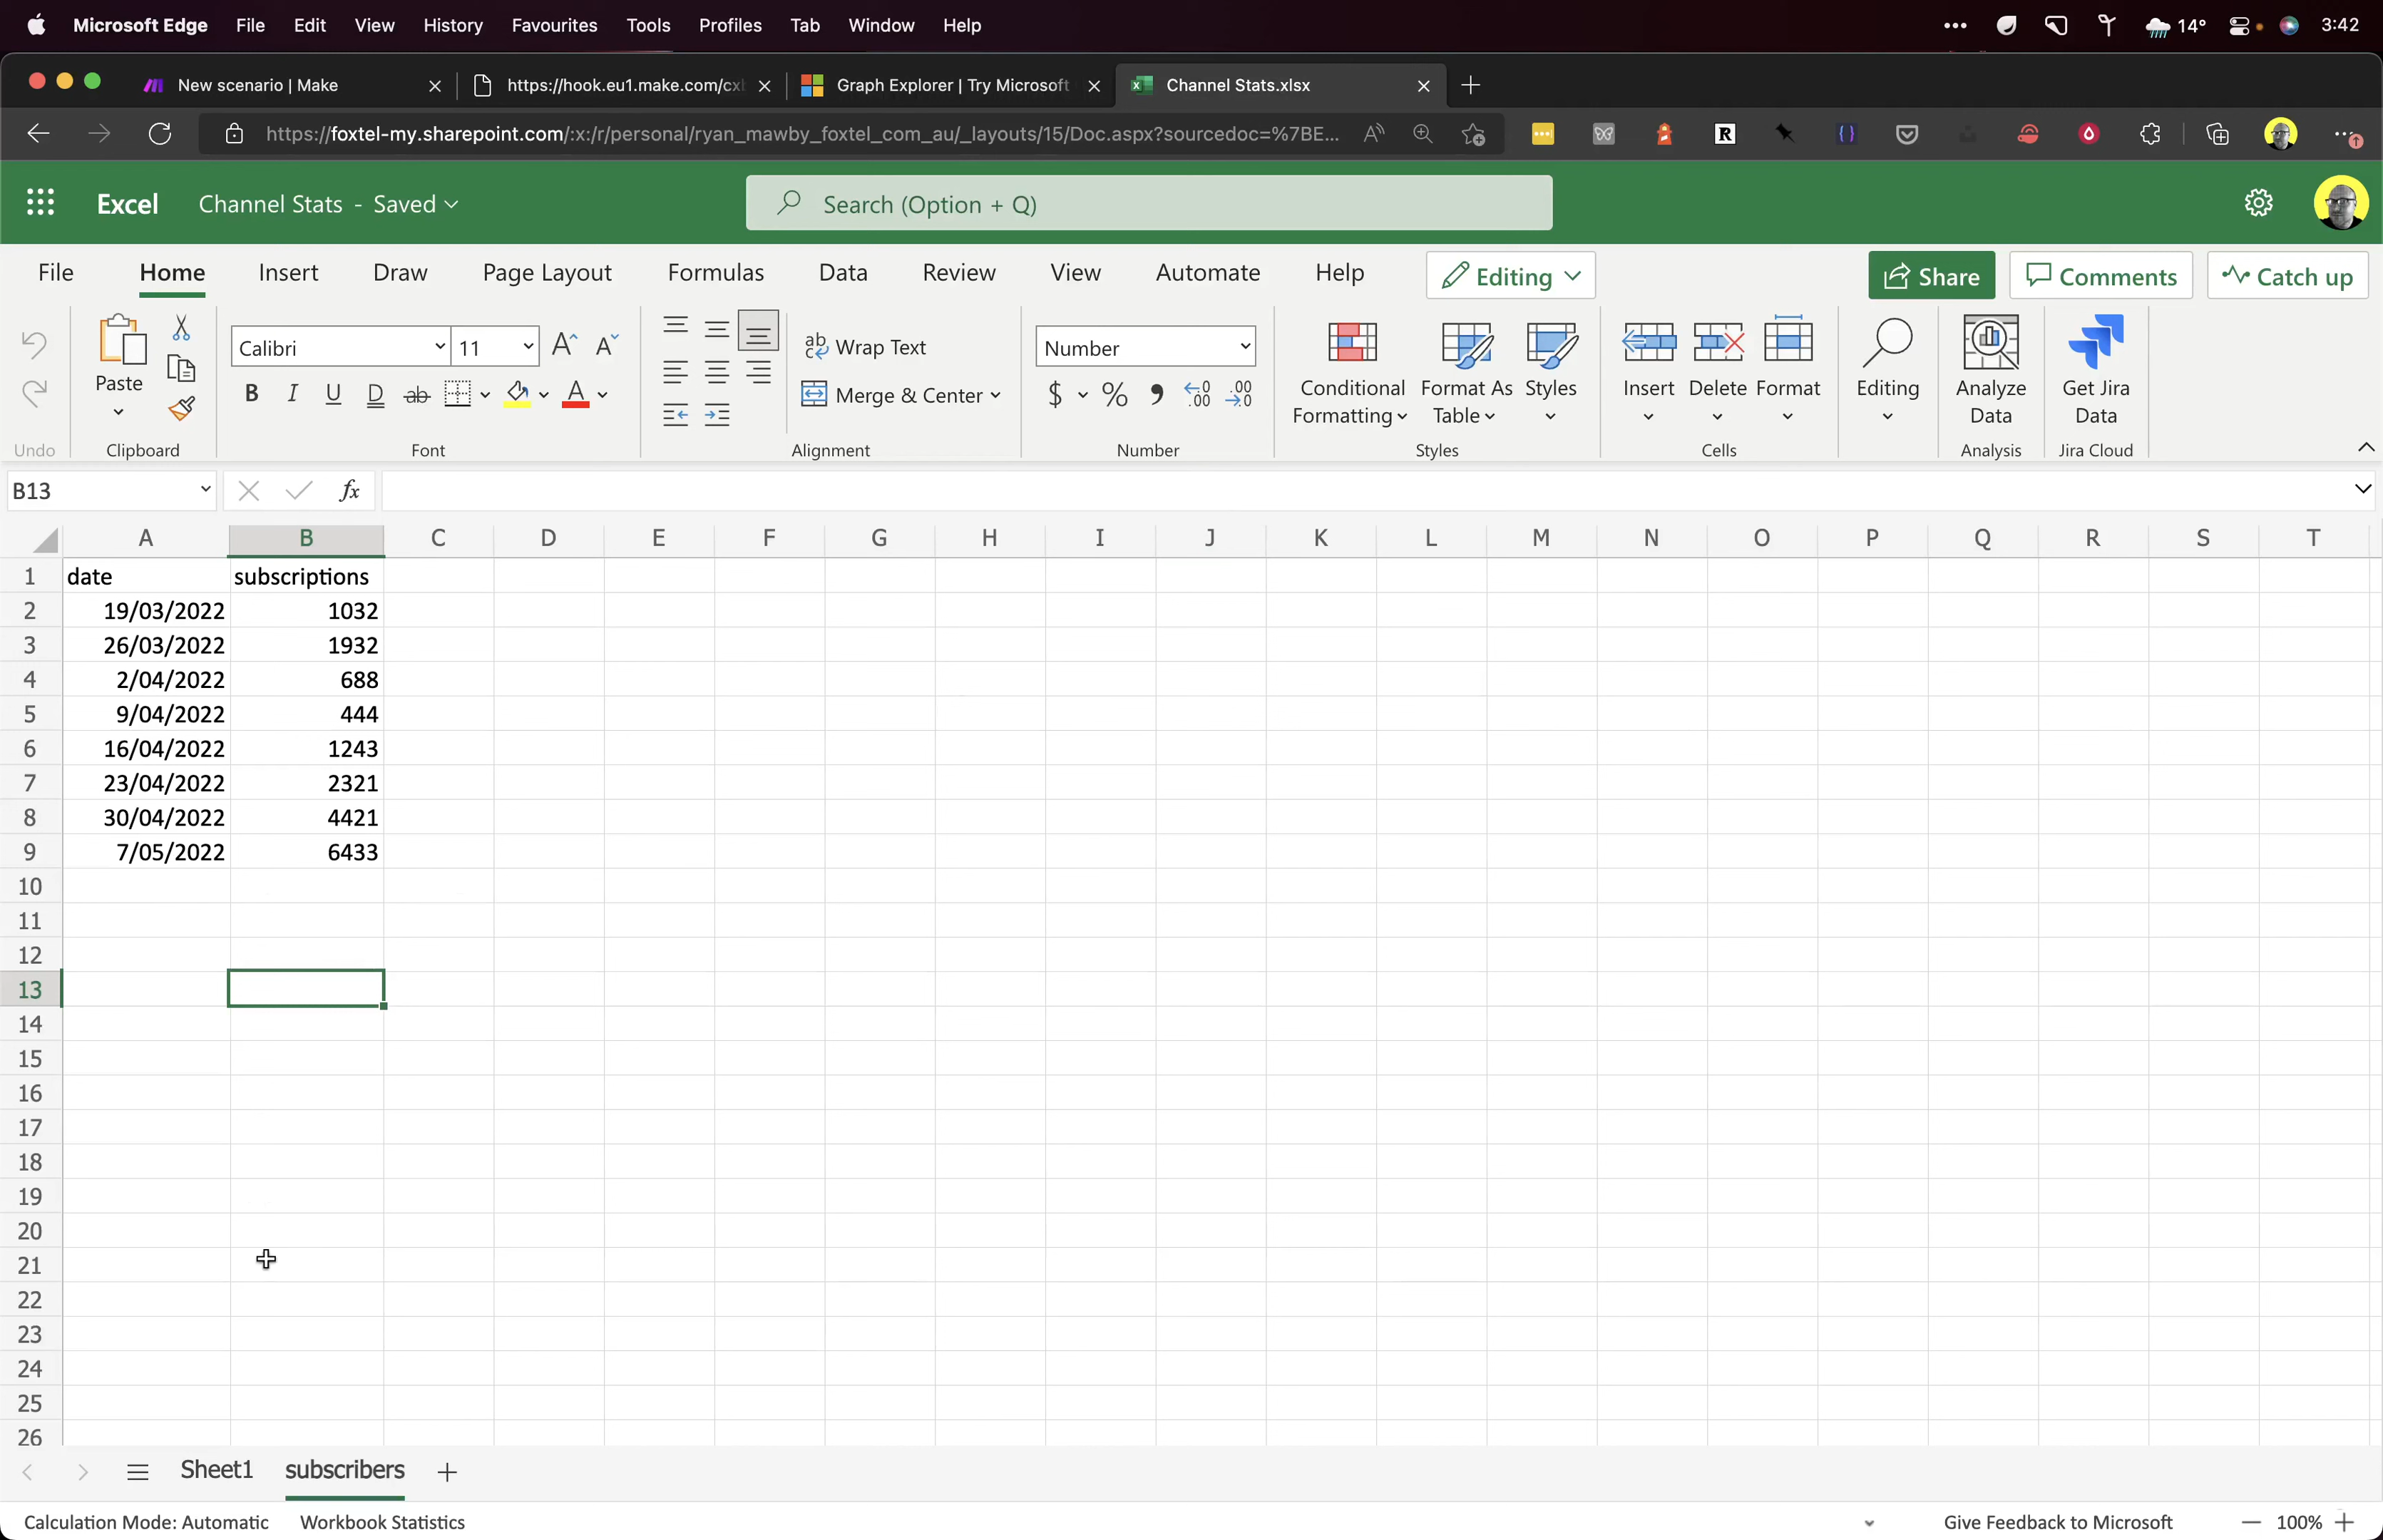 Microsoft Edge File Edit View History Favourites Tools Profiles Tab Window Help 14° 3:42
New scenario | Make https://hook.eu1.make.com/cxt Graph Explorer | Try Microsoft Channel Stats.xlsx
https://foxtel-my.sharepoint.com/:x:/r/personal/ryan_mawby_foxtel_com_au/_layouts/15/Doc.aspx?sourcedoc=%7BE...
Excel Channel Stats - Saved Search (Option + Q)
File Home Insert Draw Page Layout Formulas Data Review View Automate Help Editing Share Comments Catch up
Calibri 11 Wrap Text Number
Paste Merge & Center $ % Conditional Formatting Format As Table Styles Insert Delete Format Editing Analyze Data Get Jira Data
Undo Clipboard Font Alignment Number Styles Cells Analysis Jira Cloud
B13 fx
A B C D E F G H I J K L M N O P Q R S T
1 date subscriptions
2 19/03/2022 1032
3 26/03/2022 1932
4 2/04/2022 688
5 9/04/2022 444
6 16/04/2022 1243
7 23/04/2022 2321
8 30/04/2022 4421
9 7/05/2022 6433
10
11
12
13
14
15
16
17
18
19
20
21
22
23
24
25
26
Sheet1 subscribers
Calculation Mode: Automatic Workbook Statistics Give Feedback to Microsoft 100%